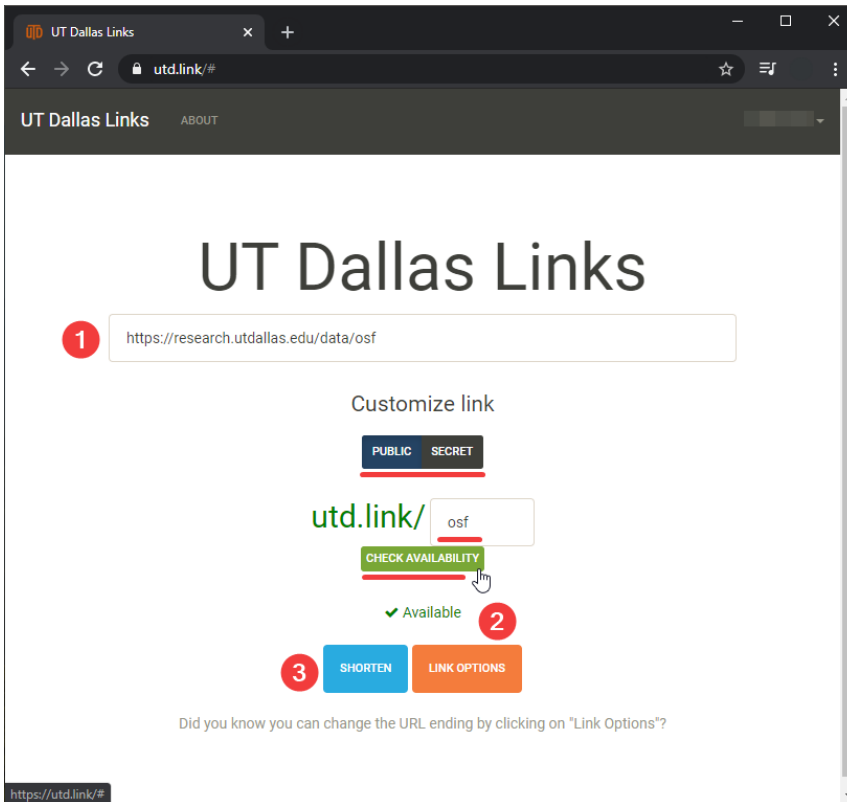 UT Dallas Links
utd.link/#
UT Dallas Links ABOUT
UT Dallas Links
1 https://research.utdallas.edu/data/osf
Customize link
PUBLIC SECRET
utd.link/ osf
CHECK AVAILABILITY
Available
2
3 SHORTEN LINK OPTIONS
Did you know you can change the URL ending by clicking on "Link Options"?
https://utd.link/#